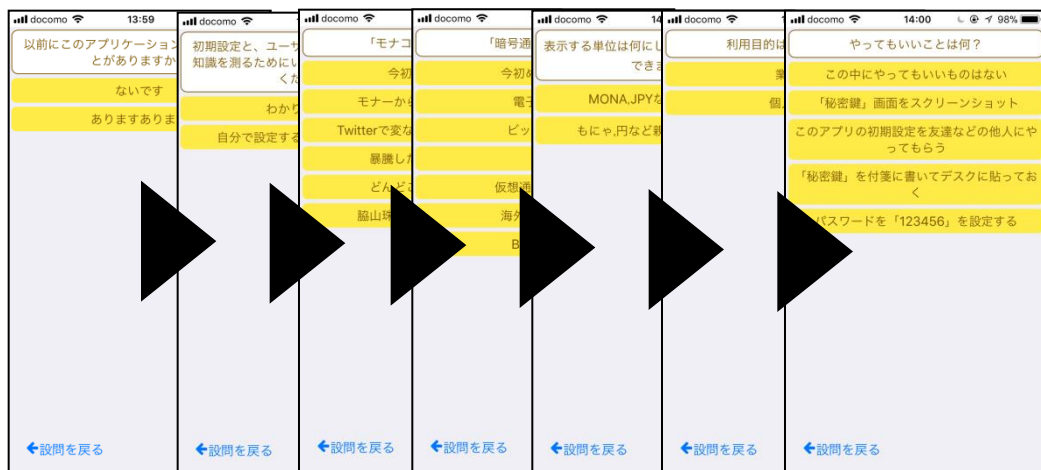 docomo 13:59
以前にこのアプリケーション
とがありますか
ないです
ありますありま
設問を戻る
docomo
初期設定と、ユーサ
知識を測るためにい
くた
わかり
自分で設定する
設問を戻る
docomo
「モナコ
今初
モナーから
Twitterで変な
暴騰した
どんどこ
脇山珠
設問を戻る
docomo
「暗号通
今初め
電子
ビッ
仮想通
海外
B
設問を戻る
docomo 14
表示する単位は何にし
できま
MONA,JPYな
もにゃ,円など親
設問を戻る
docomo
利用目的は
業
個
設問を戻る
docomo 14:00 98%
やってもいいことは何？
この中にやってもいいものはない
「秘密鍵」画面をスクリーンショット
このアプリの初期設定を友達などの他人にや
ってもらう
「秘密鍵」を付箋に書いてデスクに貼ってお
く
パスワードを「123456」を設定する
設問を戻る